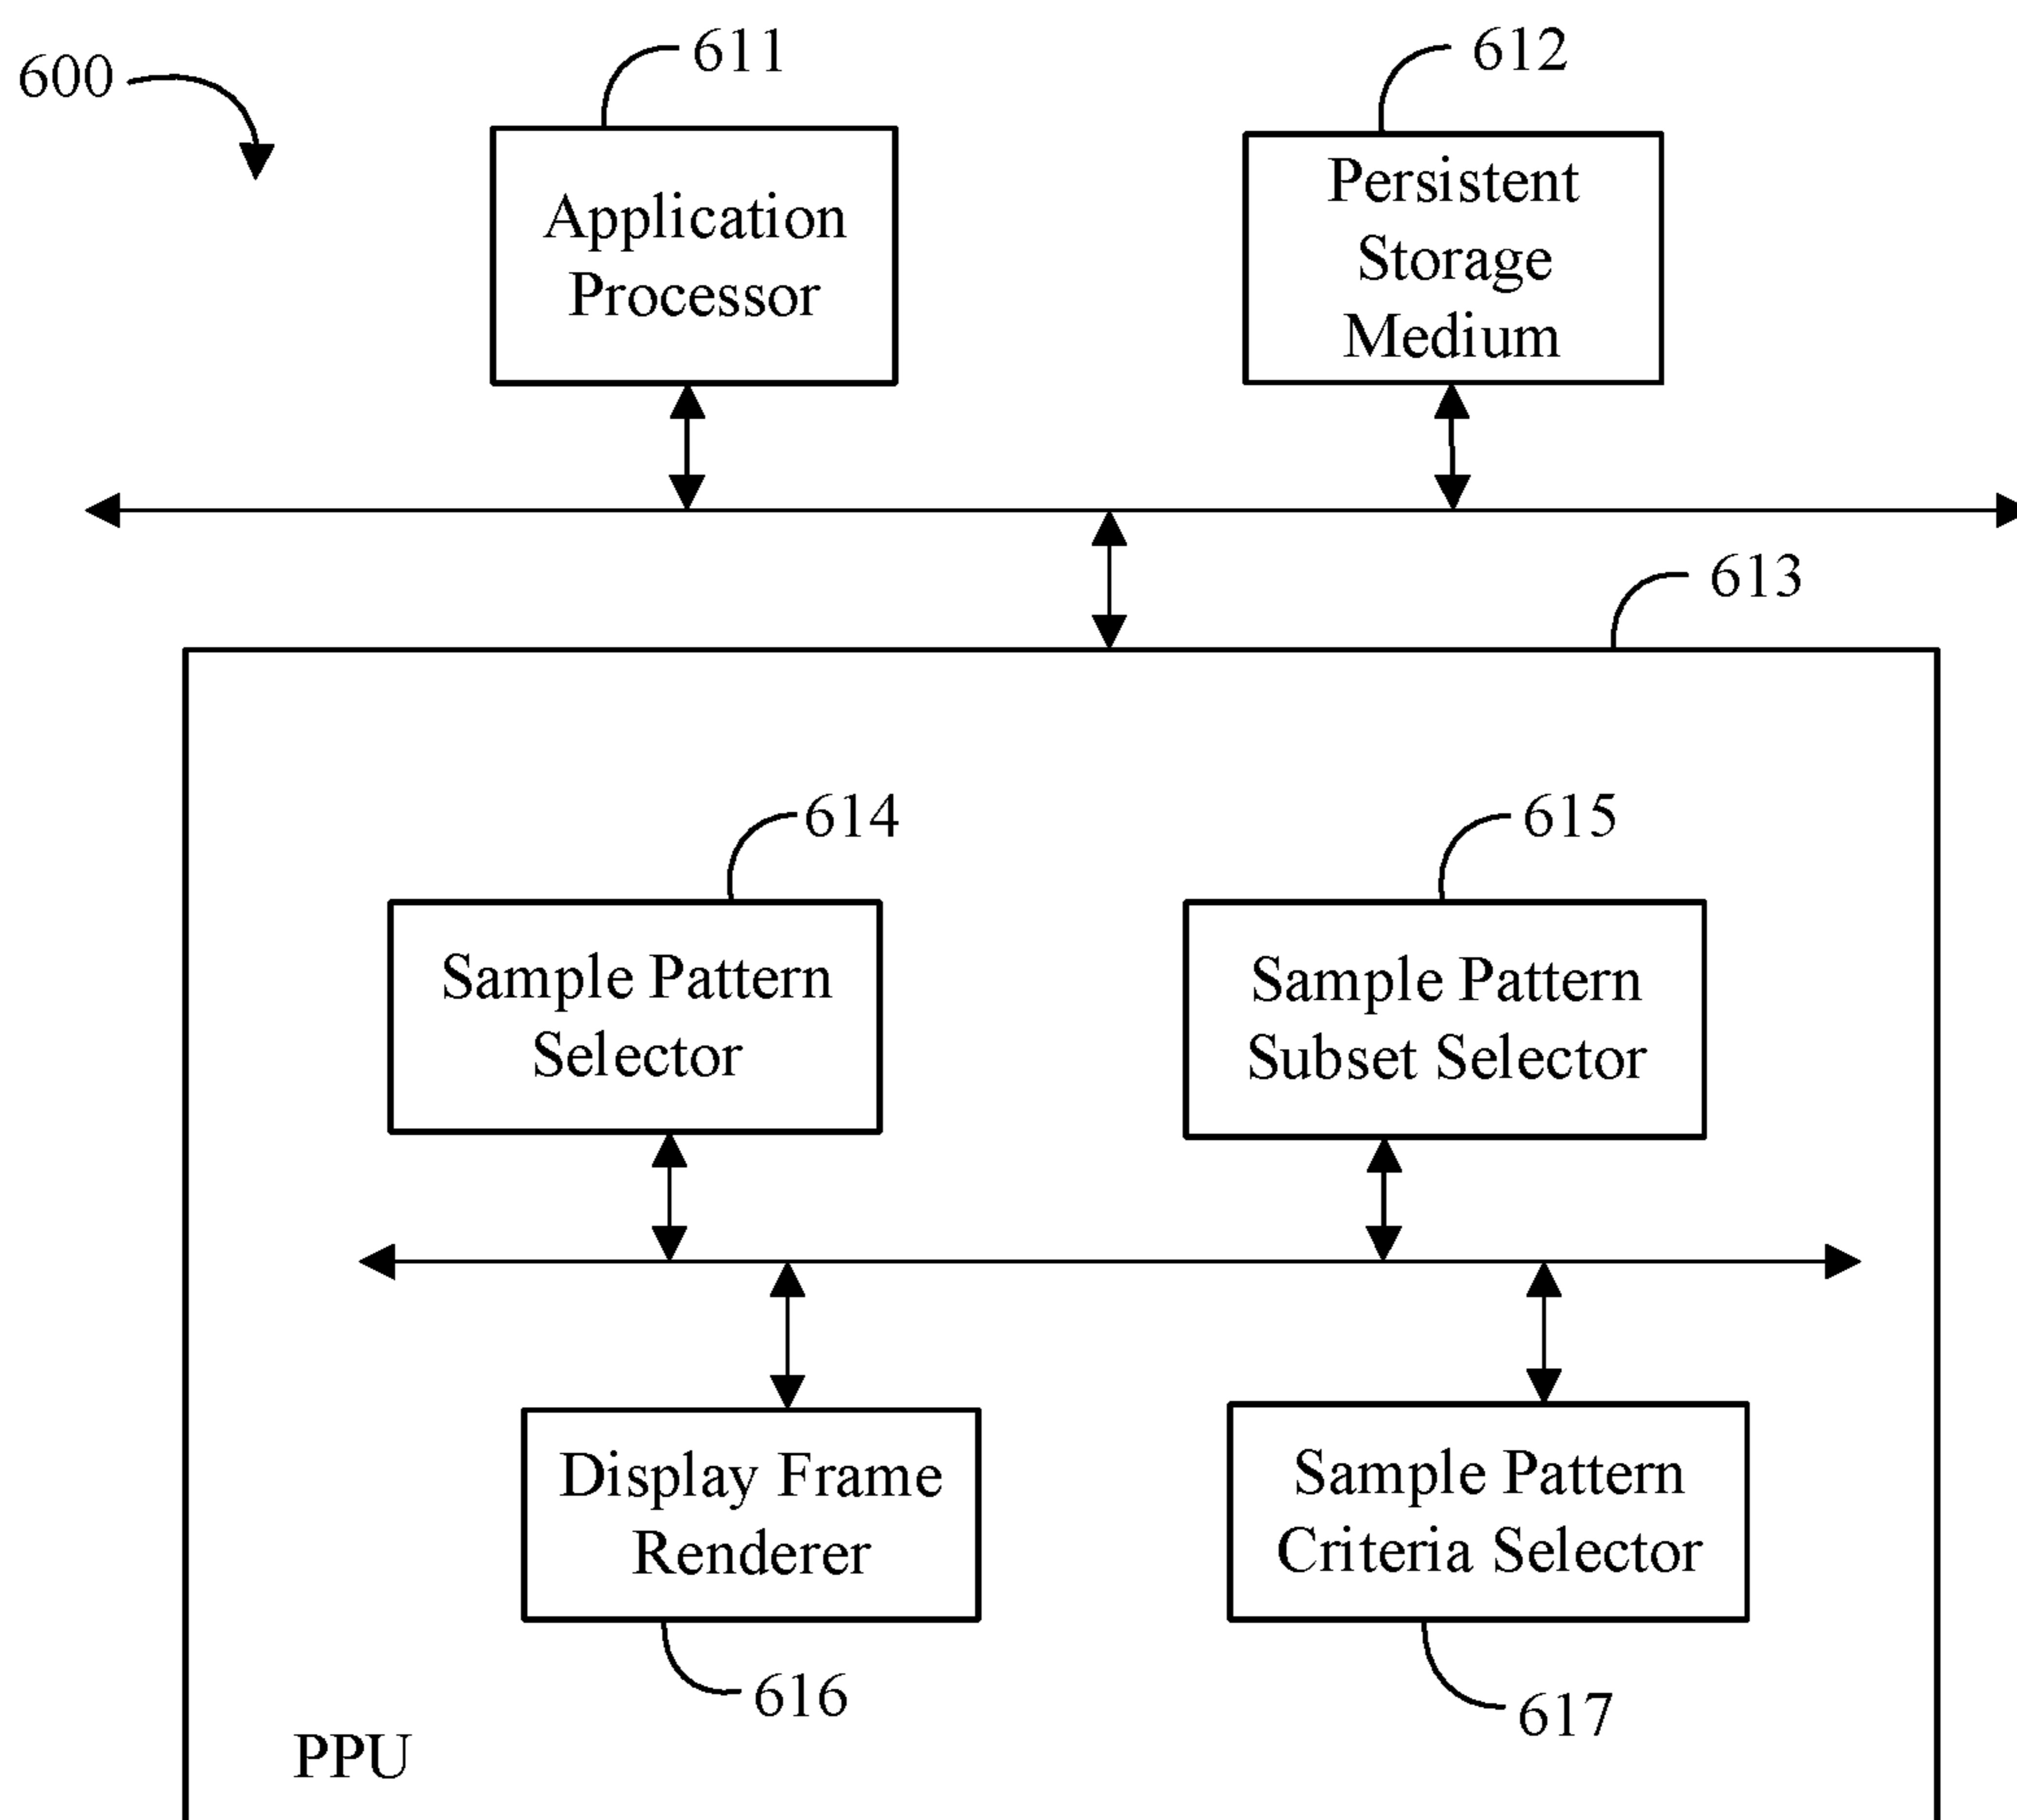 600
611
612
Application
Processor
Persistent
Storage
Medium
613
614
615
Sample Pattern
Selector
Sample Pattern
Subset Selector
Display Frame
Renderer
Sample Pattern
Criteria Selector
616
617
PPU